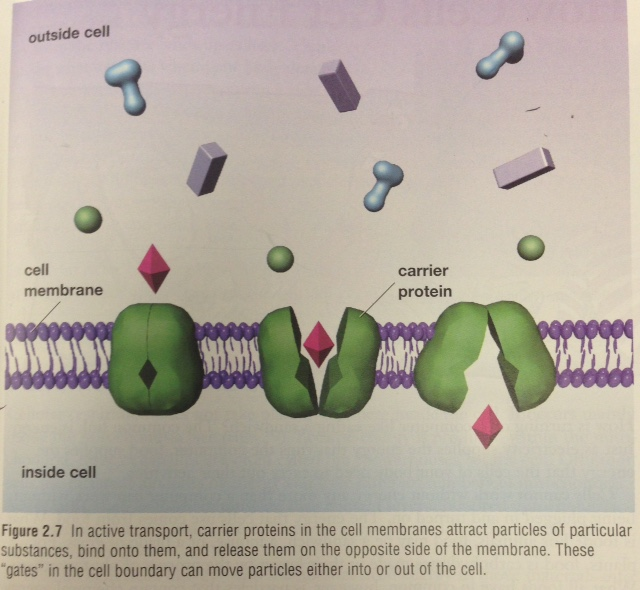 outside cell
cell
membrane
carrier
protein
inside cell
Figure 2.7 In active transport, carrier proteins in the cell membranes attract particles of particular
substances, bind onto them, and release them on the opposite side of the membrane. These
"gates" in the cell boundary can move particles either into or out of the cell.